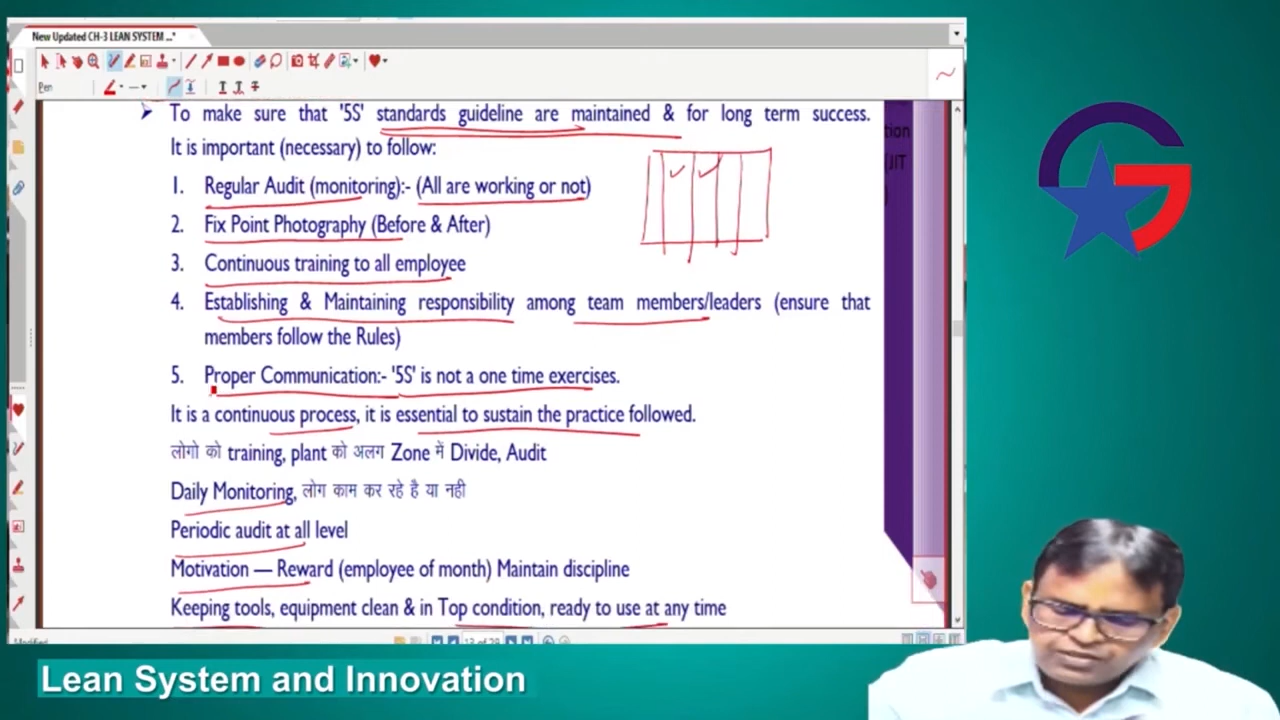 New Updated CH-3 LEAN SYSTEM ...*
Pen
To make sure that '5S' standards guideline are maintained & for long term success.
It is important (necessary) to follow:
1. Regular Audit (monitoring):- (All are working or not)
2. Fix Point Photography (Before & After)
3. Continuous training to all employee
4. Establishing & Maintaining responsibility among team members/leaders (ensure that
members follow the Rules)
5. Proper Communication:- '5S' is not a one time exercises.
It is a continuous process, it is essential to sustain the practice followed.
लोगो को training, plant को अलग Zone में Divide, Audit
Daily Monitoring, लोग काम कर रहे है या नही
Periodic audit at all level
Motivation — Reward (employee of month) Maintain discipline
Keeping tools, equipment clean & in Top condition, ready to use at any time
(JIT
Lean System and Innovation